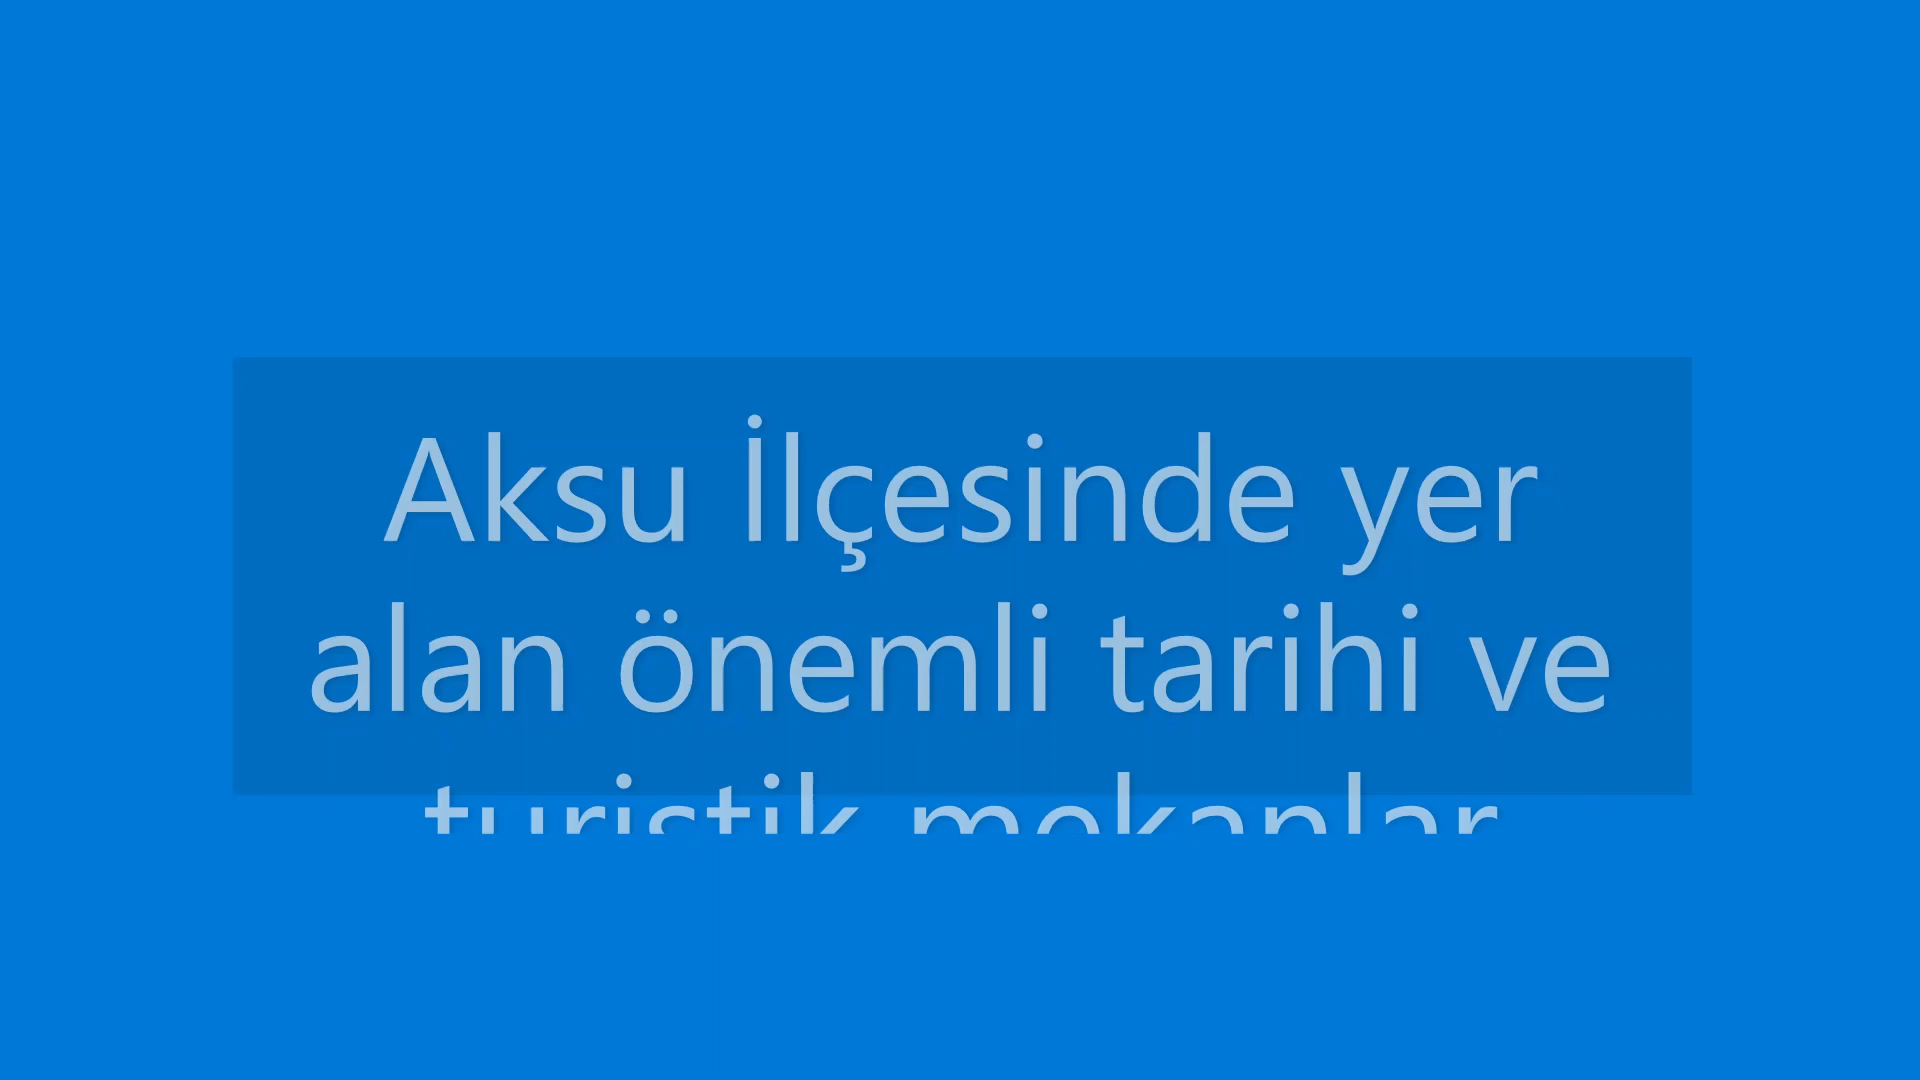 Aksu İlçesinde yer
alan önemli tarihi ve
turistik mekanlar